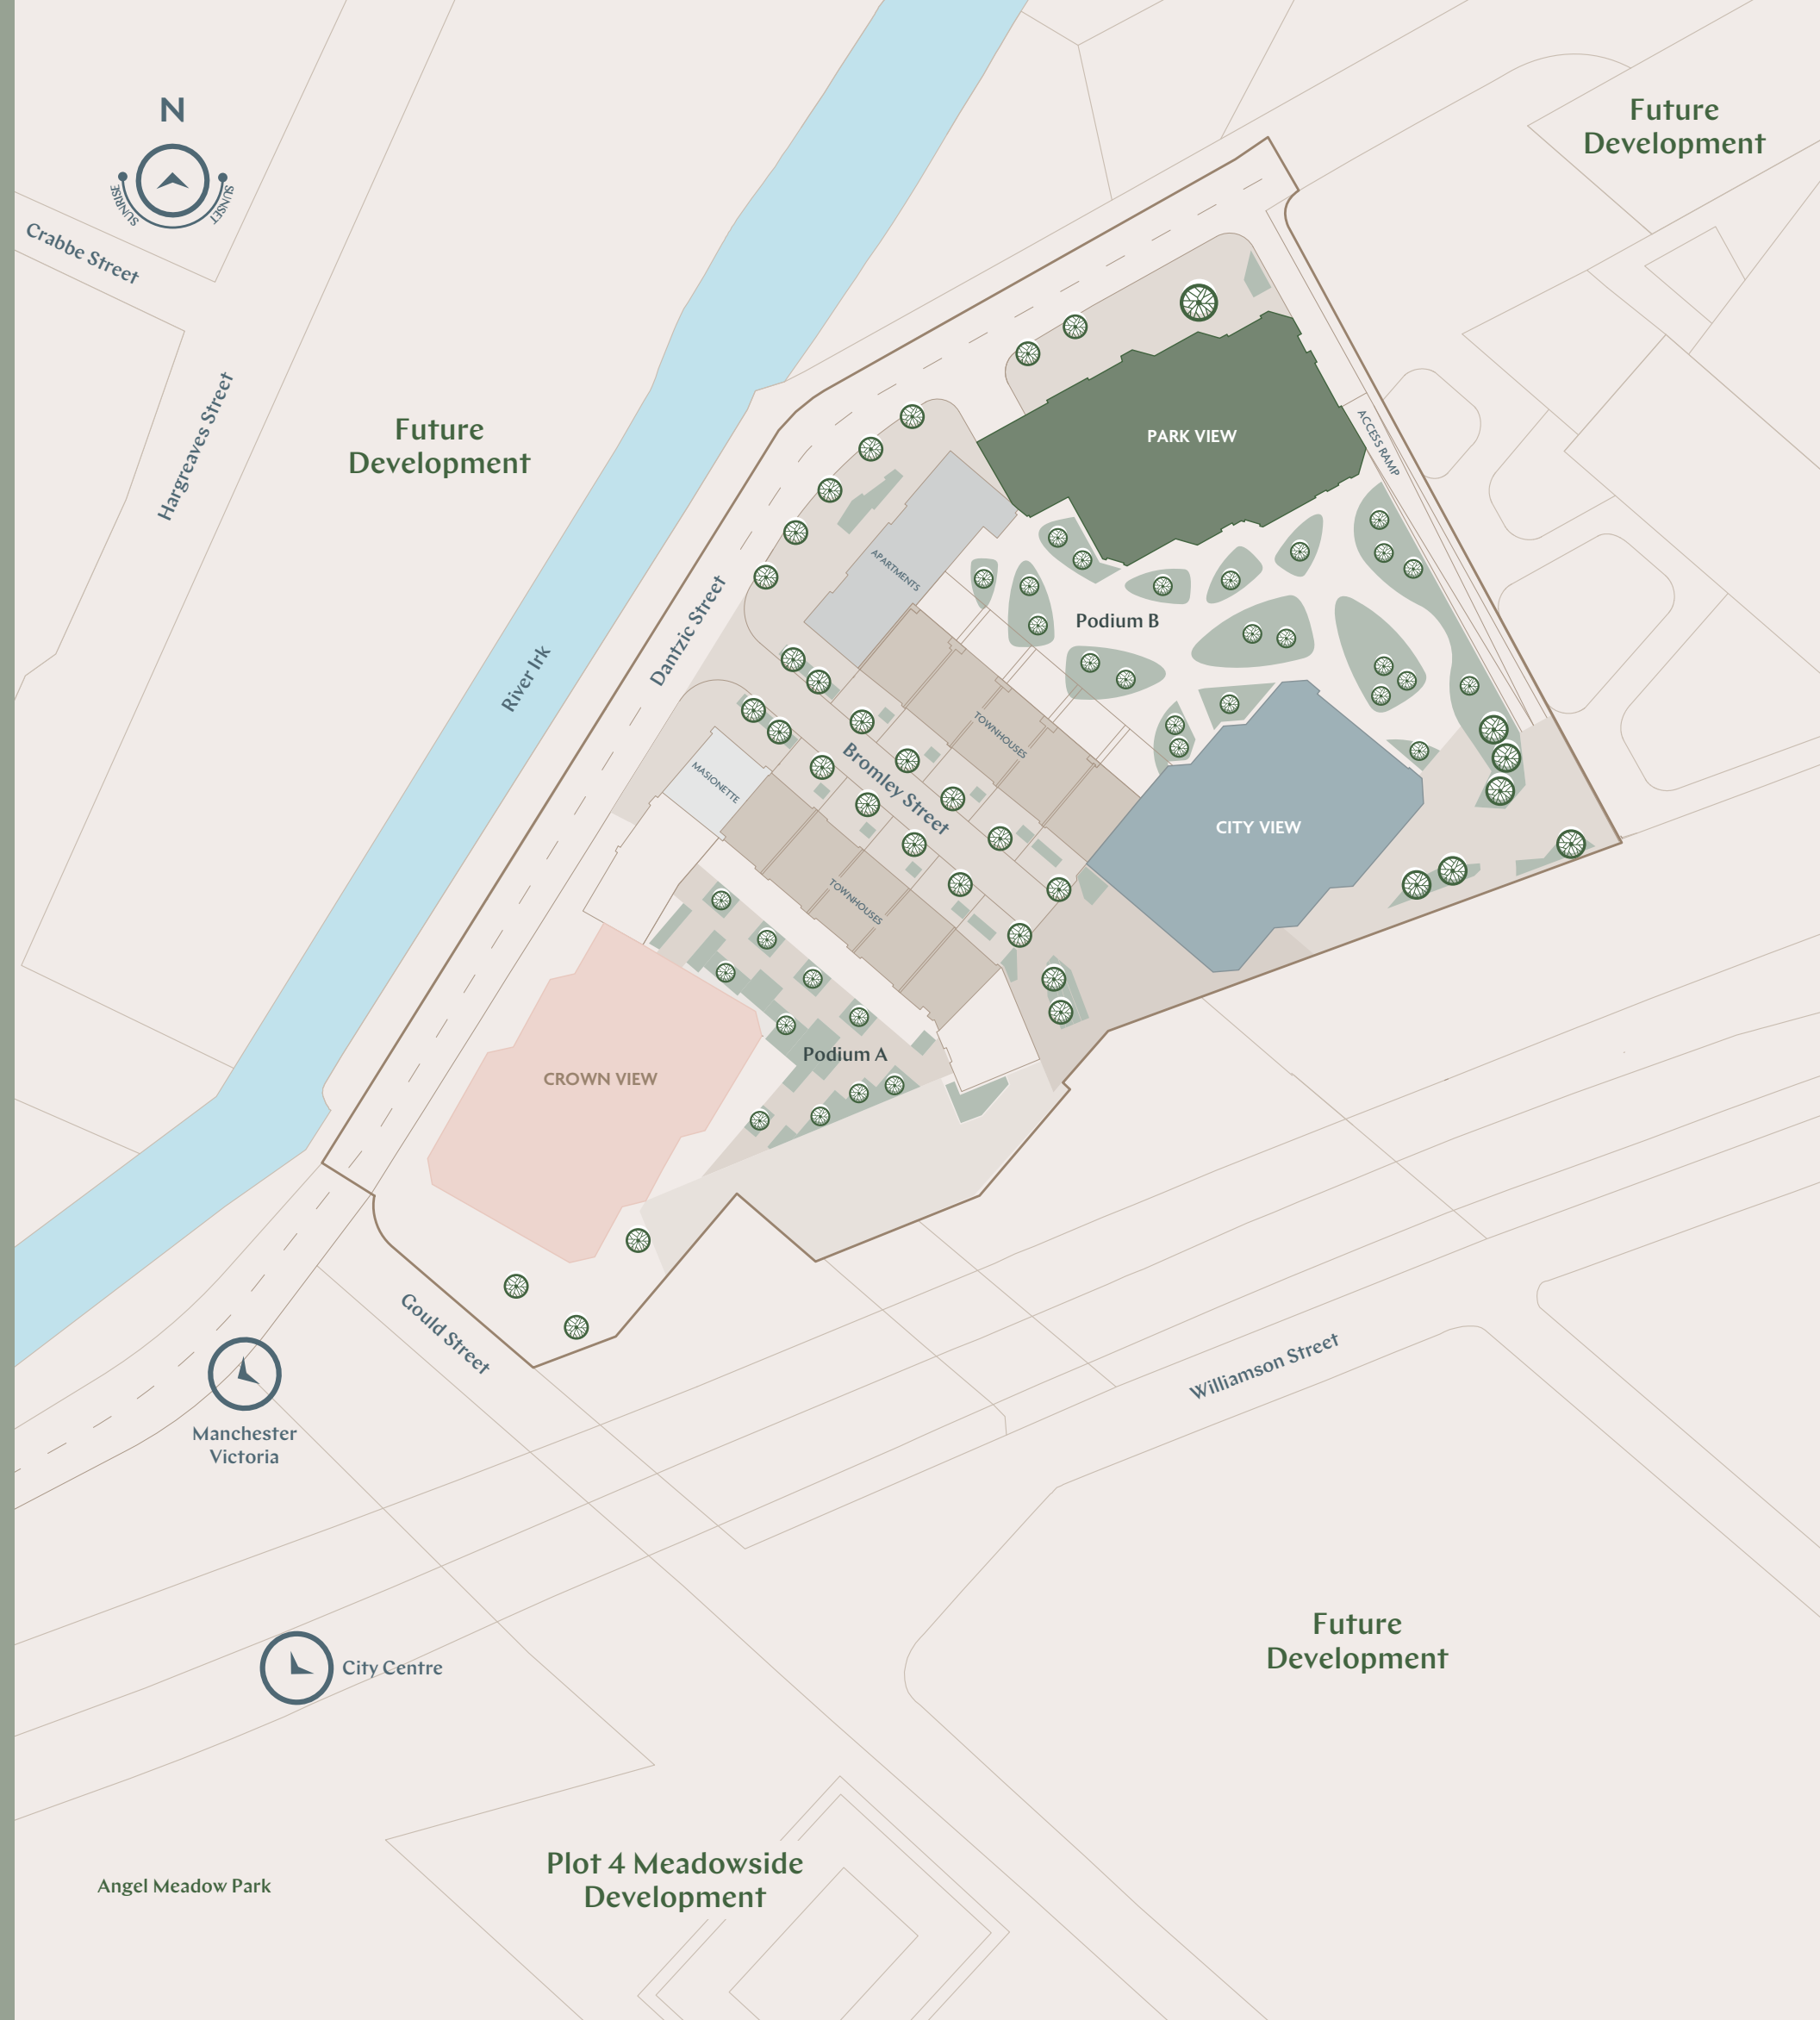 N
SUNRISE
SUNSET
Future
Development
Crabbe Street
Hargreaves Street
Future
Development
PARK VIEW
ACCESS RAMP
APARTMENTS
Podium B
Dantzic Street
River Irk
TOWNHOUSES
MASIONETTE
Bromley Street
CITY VIEW
TOWNHOUSES
Podium A
CROWN VIEW
Gould Street
Williamson Street
Manchester
Victoria
Future
Development
City Centre
Plot 4 Meadowside
Development
Angel Meadow Park